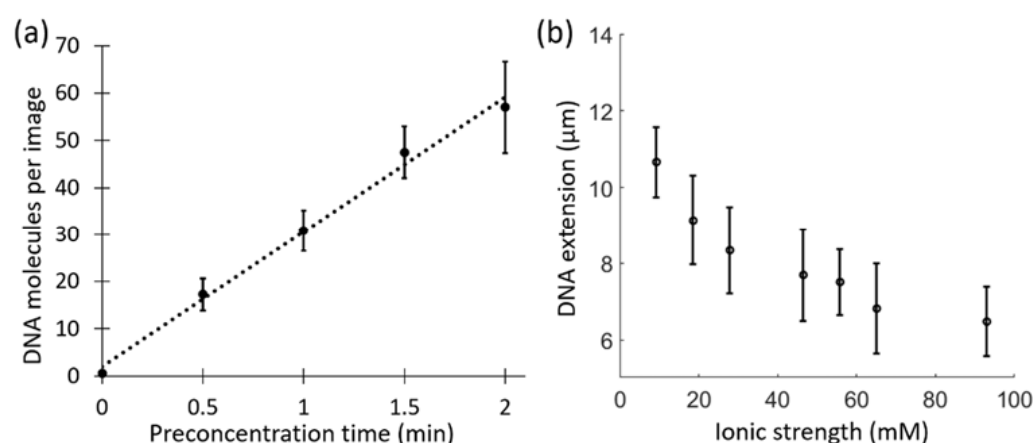 (a)
DNA molecules per image
70
60
50
40
30
20
10
0
0 0.5 1 1.5 2
Preconcentration time (min)
(b)
DNA extension (µm)
14
12
10
8
6
0 20 40 60 80 100
Ionic strength (mM)